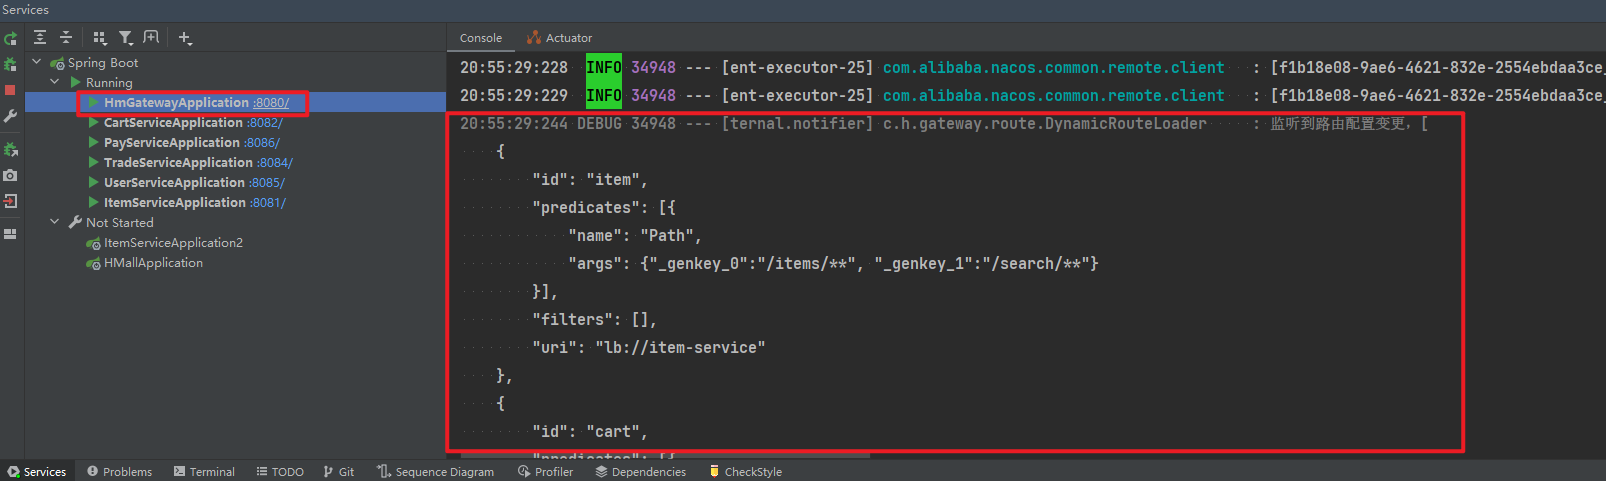 Services
Console
Actuator
Spring Boot
Running
HmGatewayApplication :8080/
CartServiceApplication :8082/
PayServiceApplication :8086/
TradeServiceApplication :8084/
UserServiceApplication :8085/
ItemServiceApplication :8081/
Not Started
ItemServiceApplication2
HMallApplication
20:55:29:228 INFO 34948 --- [ent-executor-25] com.alibaba.nacos.common.remote.client : [f1b18e08-9ae6-4621-832e-2554ebdaa3ce_
20:55:29:229 INFO 34948 --- [ent-executor-25] com.alibaba.nacos.common.remote.client : [f1b18e08-9ae6-4621-832e-2554ebdaa3ce_
20:55:29:244 DEBUG 34948 --- [ternal.notifier] c.h.gateway.route.DynamicRouteLoader : 监听到路由配置变更，[
{
"id": "item",
"predicates": [{
"name": "Path",
"args": {"_genkey_0":"/items/**", "_genkey_1":"/search/**"}
}],
"filters": [],
"uri": "lb://item-service"
},
{
"id": "cart",
"predicates": [{
Services
Problems
Terminal
TODO
Git
Sequence Diagram
Profiler
Dependencies
CheckStyle